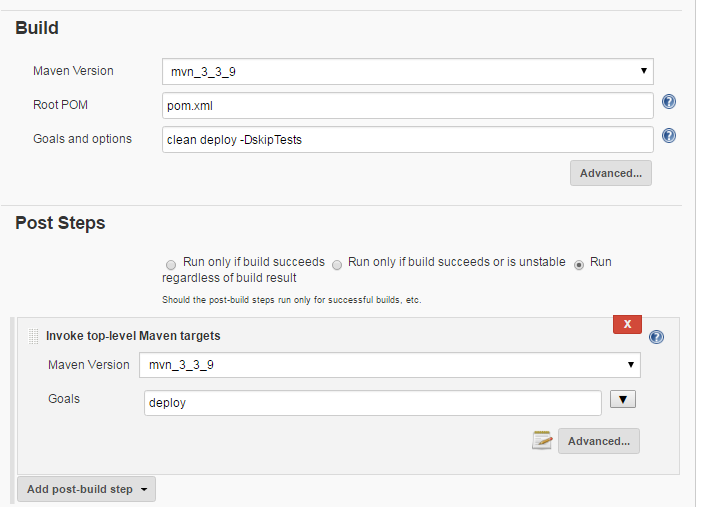 Build
Maven Version mvn_3_3_9
Root POM pom.xml
Goals and options clean deploy -DskipTests
Advanced...
Post Steps
Run only if build succeeds Run only if build succeeds or is unstable Run
regardless of build result
Should the post-build steps run only for successful builds, etc.
X
Invoke top-level Maven targets
Maven Version mvn_3_3_9
Goals deploy
Advanced...
Add post-build step